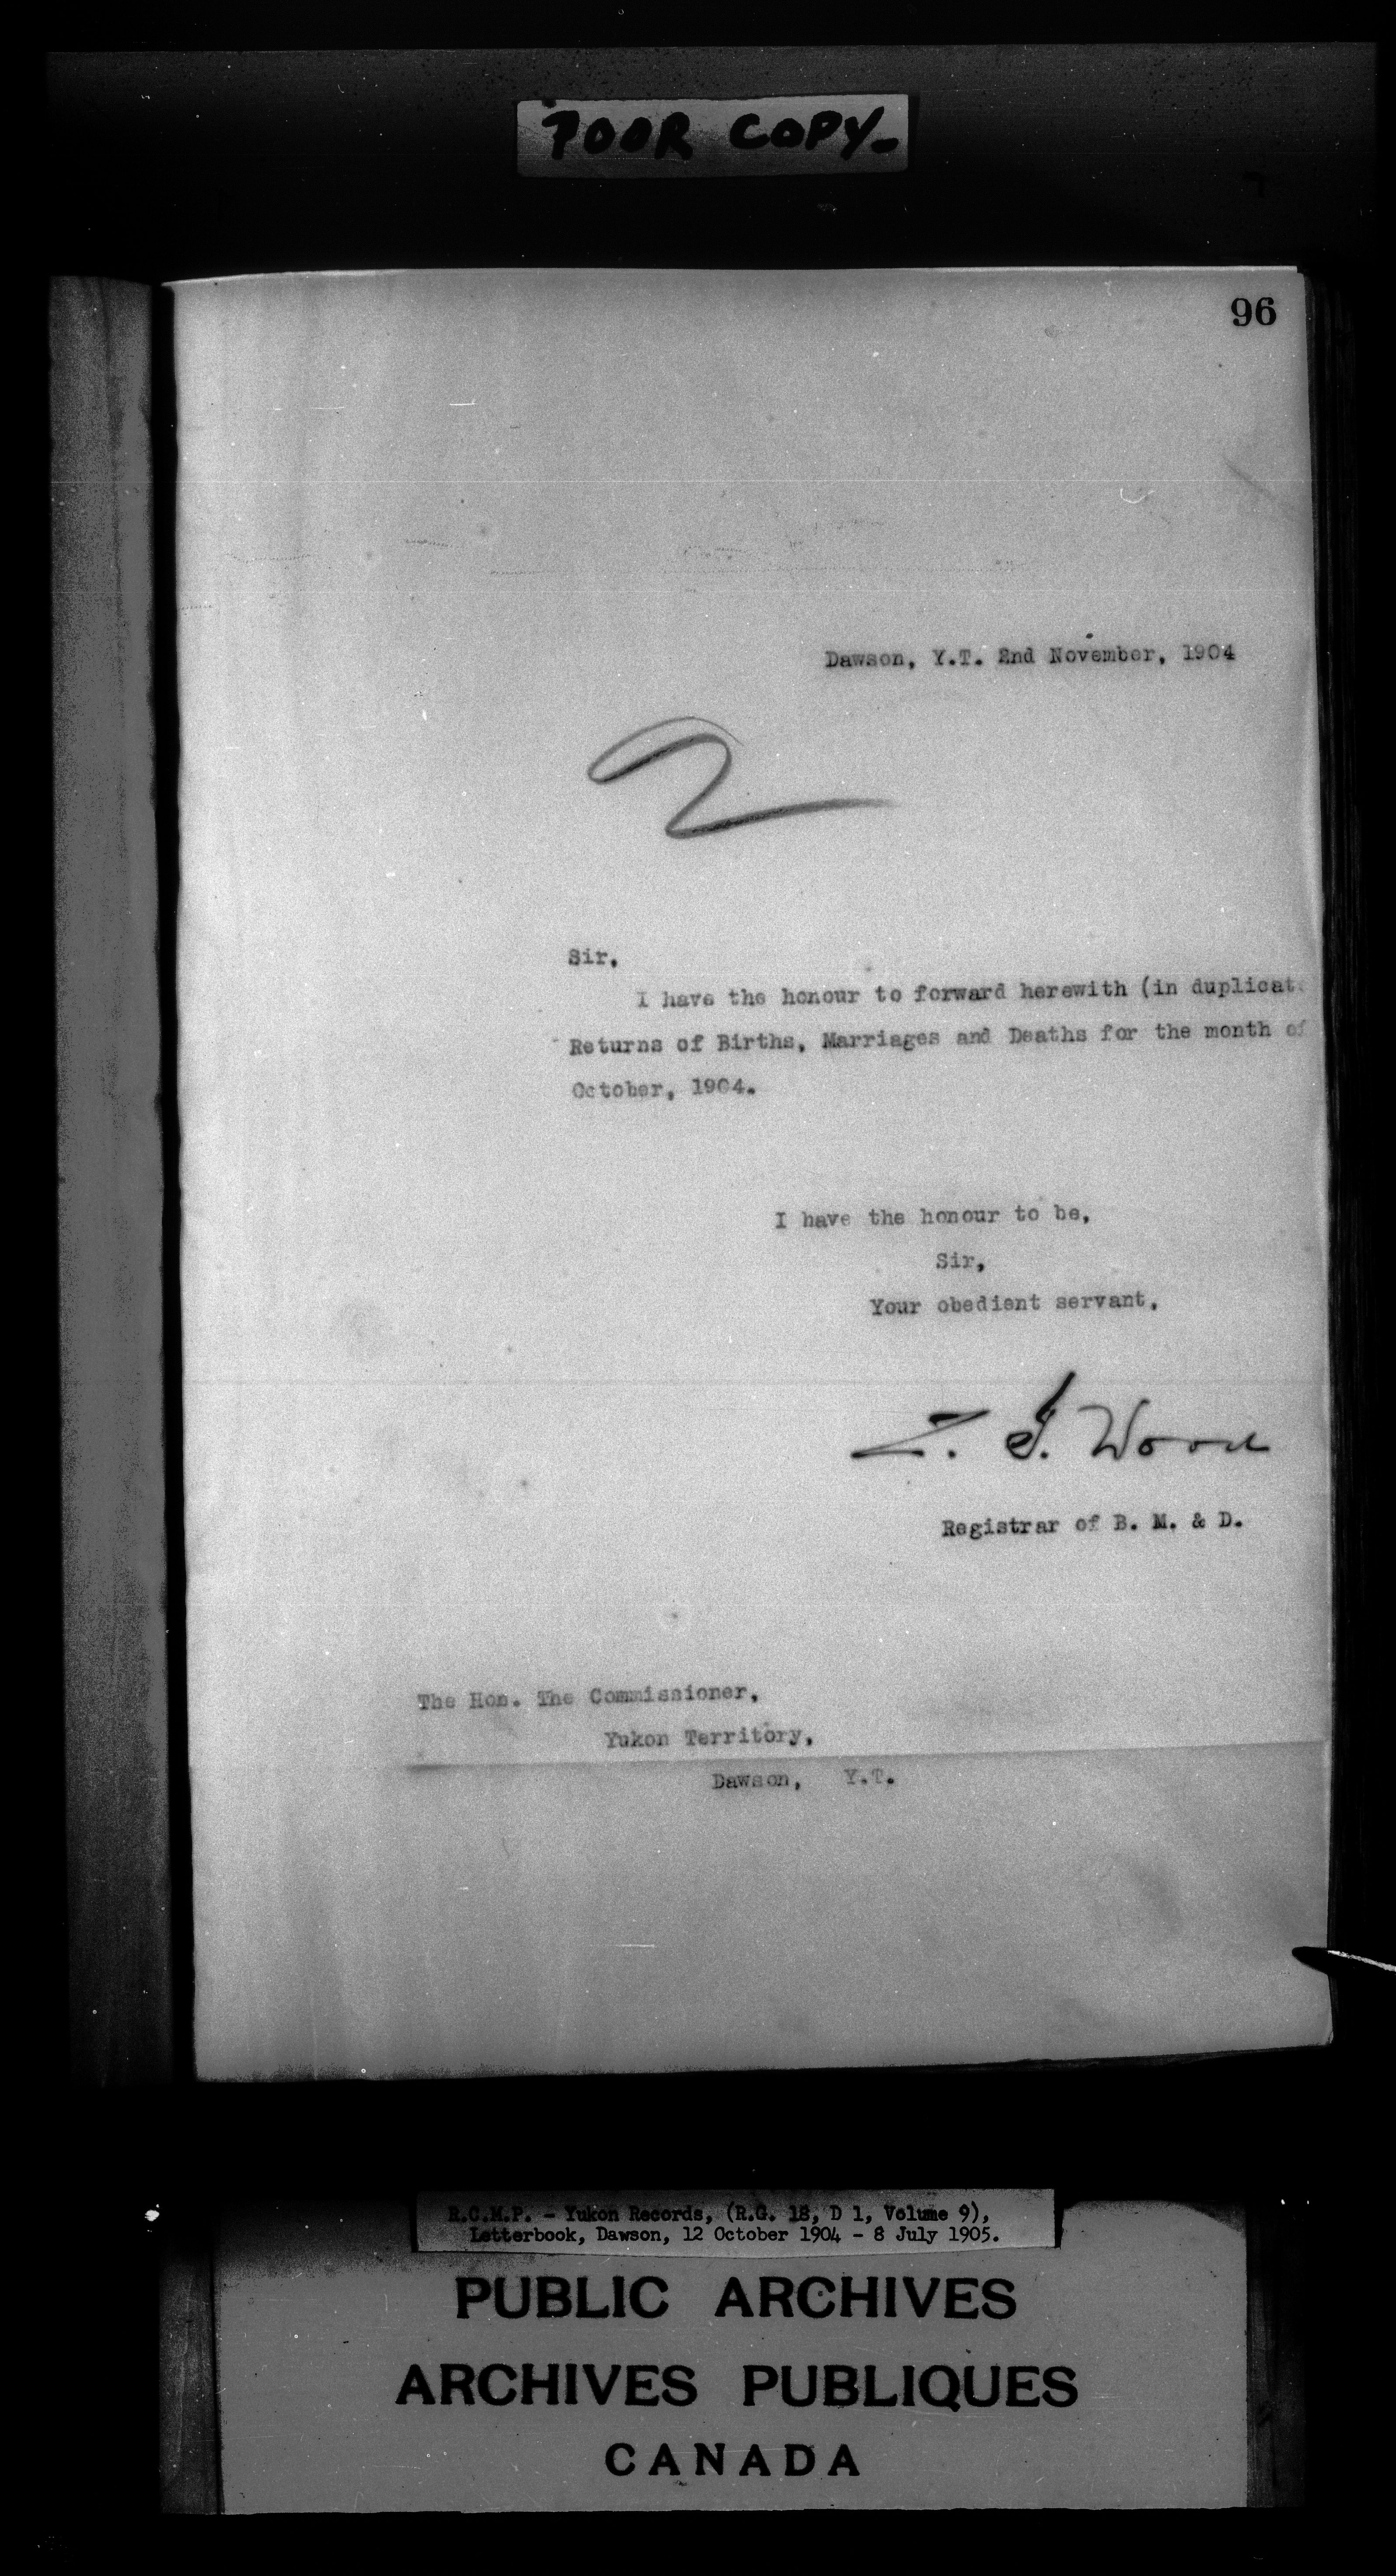 POOR COPY-
96
Dawson, Y.T. 2nd November, 1904
2
Sir,
I have the honour to forward herewith (in duplicate
Returns of Births, Marriages and Deaths for the month of
October, 1904.
I have the honour to be,
Sir,
Your obedient servant,
Z. T. Wood
Registrar of B. M. & D.
The Hon. The Commissioner,
Yukon Territory,
Dawson, Y.T.
R.C.M.P. - Yukon Records, (R.G. 18, D 1, Volume 9),
Letterbook, Dawson, 12 October 1904 - 8 July 1905.
PUBLIC ARCHIVES
ARCHIVES PUBLIQUES
CANADA